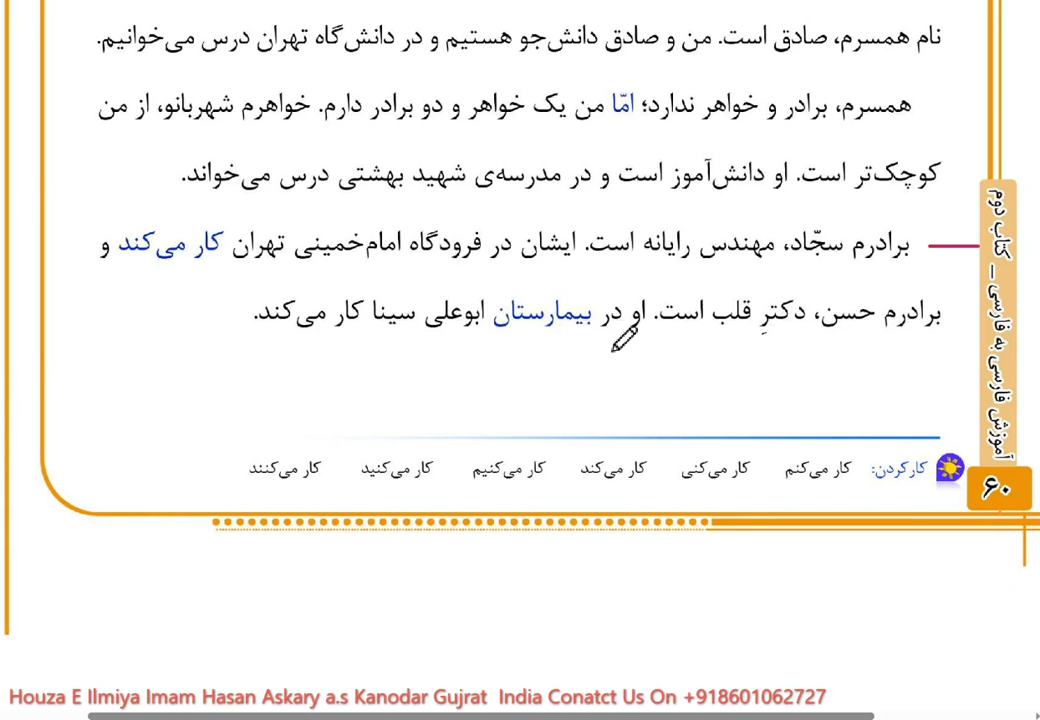 نام همسرم، صادق است. من و صادق دانش‌جو هستیم و در دانش‌گاه تهران درس می‌خوانیم.
همسرم، برادر و خواهر ندارد؛ امّا من یک خواهر و دو برادر دارم. خواهرم شهربانو، از من
کوچک‌تر است. او دانش‌آموز است و در مدرسه‌ی شهید بهشتی درس می‌خواند.
برادرم سجّاد، مهندس رایانه است. ایشان در فرودگاه امام‌خمینی تهران کار می‌کند و
برادرم حسن، دکترِ قلب است. او در بیمارستان ابوعلی سینا کار می‌کند.
کارکردن: کار می‌کنم کار می‌کنی کار می‌کند کار می‌کنیم کار می‌کنید کار می‌کنند
آموزش فارسی به فارسی ـ کتاب دوم
۶۰
Houza E Ilmiya Imam Hasan Askary a.s Kanodar Gujrat India Conatct Us On +918601062727